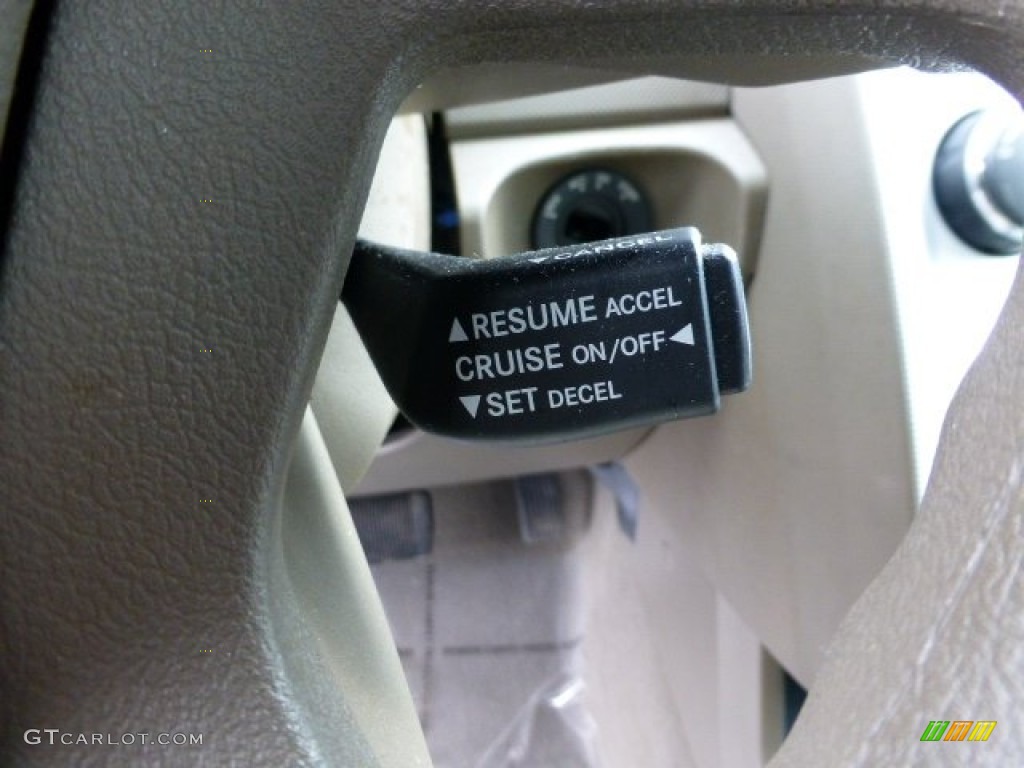 ▼CANCEL
▲RESUME ACCEL
CRUISE ON/OFF◀
▼SET DECEL
GTCARLOT.COM